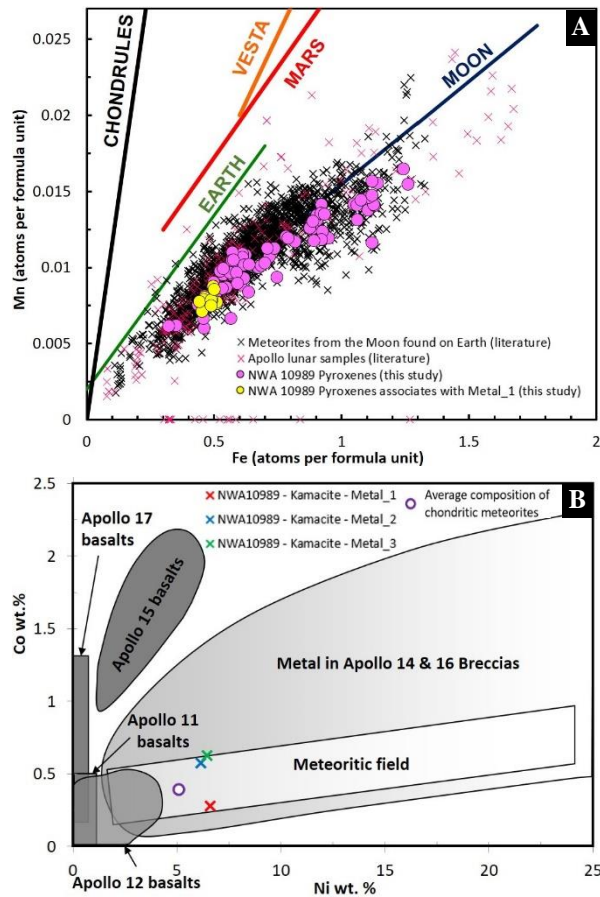 A
0.025
0.02
0.015
0.01
0.005
0
Mn (atoms per formula unit)
CHONDRULES
VESTA
MARS
EARTH
MOON
Meteorites from the Moon found on Earth (literature)
Apollo lunar samples (literature)
NWA 10989 Pyroxenes (this study)
NWA 10989 Pyroxenes associates with Metal_1 (this study)
0 0.5 1 1.5 2
Fe (atoms per formula unit)
B
2.5
2
1.5
1
0.5
0
Co wt.%
NWA10989 - Kamacite - Metal_1
NWA10989 - Kamacite - Metal_2
NWA10989 - Kamacite - Metal_3
Average composition of
chondritic meteorites
Apollo 17
basalts
Apollo 15 basalts
Metal in Apollo 14 & 16 Breccias
Apollo 11
basalts
Meteoritic field
Apollo 12 basalts
0 5 10 15 20 25
Ni wt. %